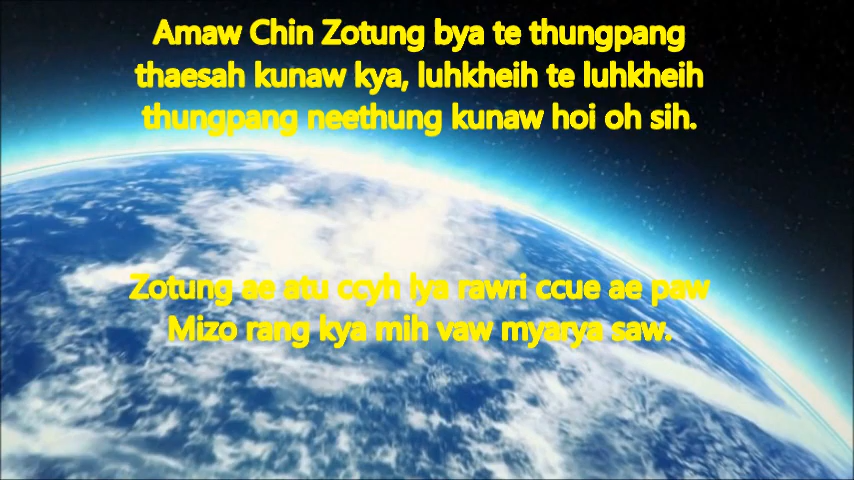 Amaw Chin Zotung bya te thungpang
thaesah kunaw kya, luhkheih te luhkheih
thungpang neethung kunaw hoi oh sih.
Zotung ae atu ccyh lya rawri ccue ae paw
Mizo rang kya mih vaw myarya saw.